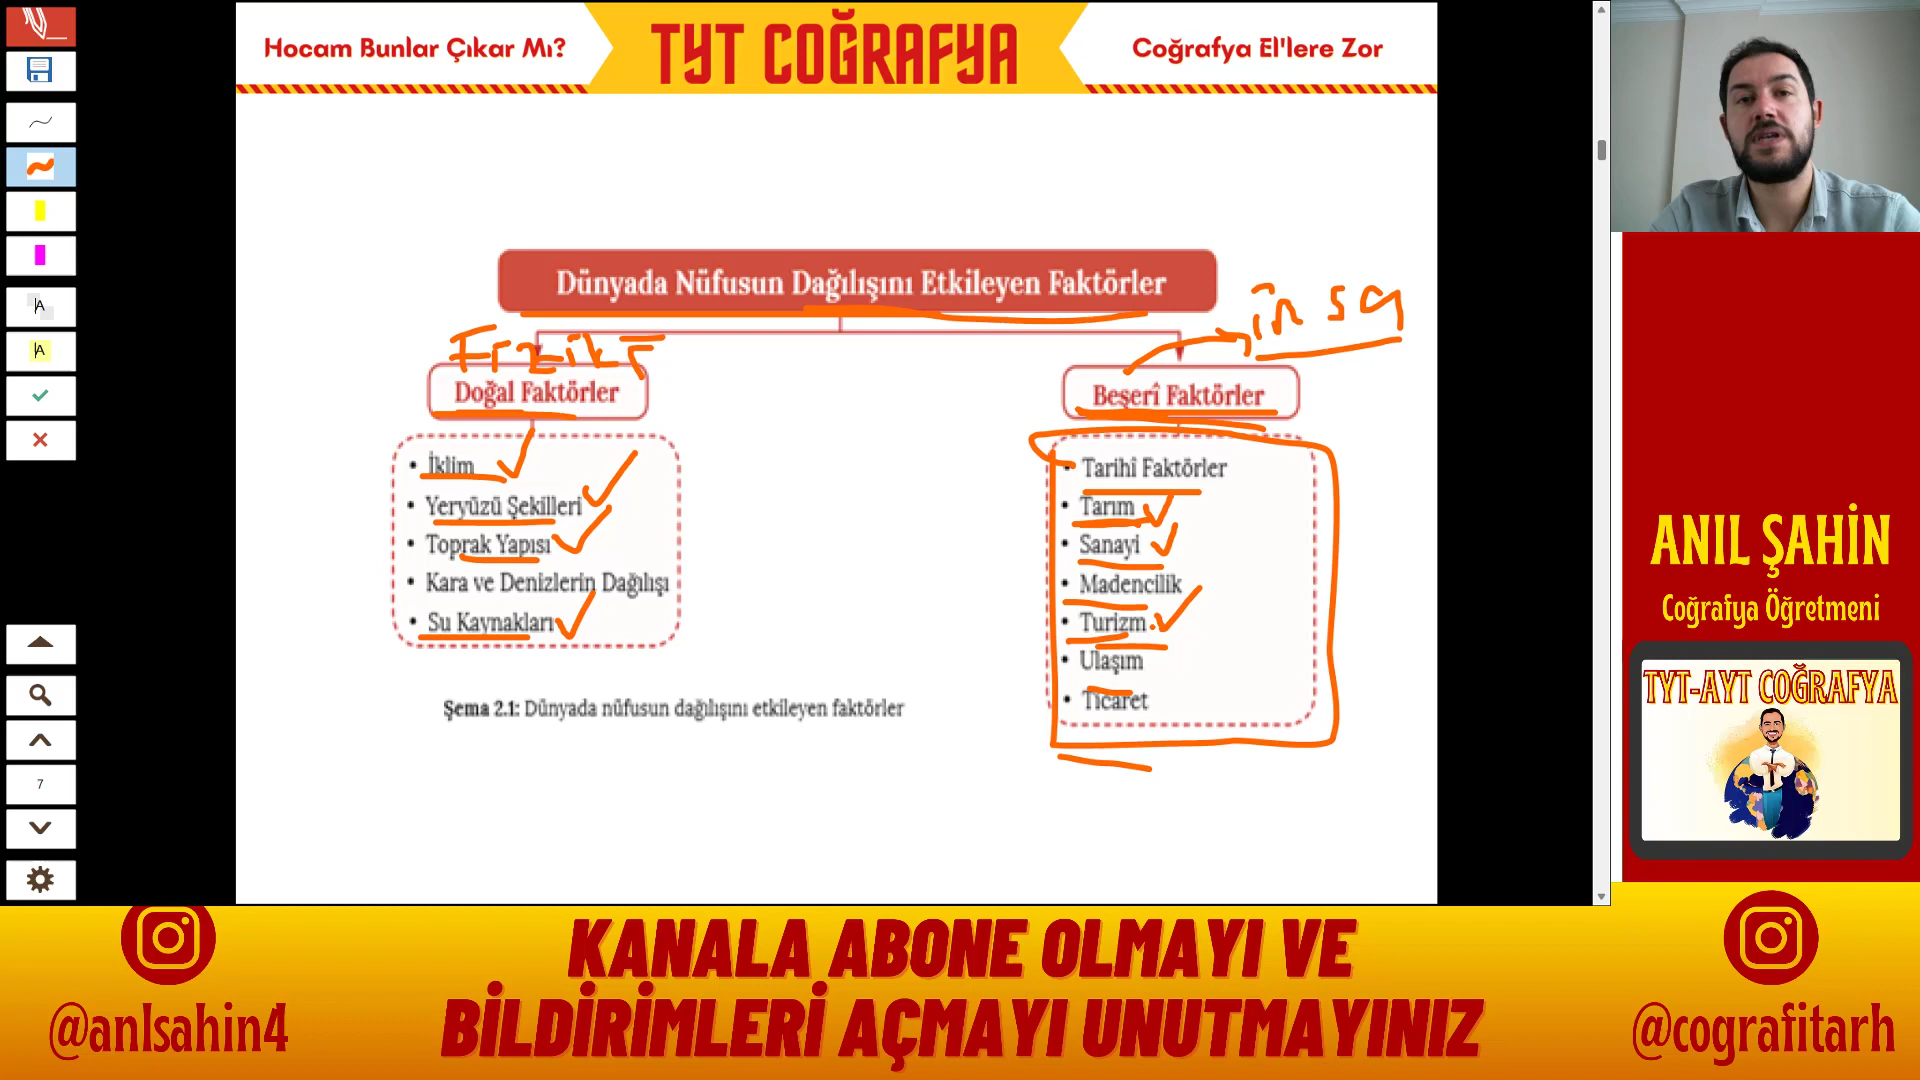 Hocam Bunlar Çıkar Mı?
TYT COĞRAFYA
Coğrafya El'lere Zor
Dünyada Nüfusun Dağılışını Etkileyen Faktörler
Doğal Faktörler
• İklim
• Yeryüzü Şekilleri
• Toprak Yapısı
• Kara ve Denizlerin Dağılışı
• Su Kaynakları
Beşerî Faktörler
• Tarihî Faktörler
• Tarım
• Sanayi
• Madencilik
• Turizm
• Ulaşım
• Ticaret
Şema 2.1: Dünyada nüfusun dağılışını etkileyen faktörler
A
A
7
ANIL ŞAHİN
Coğrafya Öğretmeni
TYT-AYT COĞRAFYA
KANALA ABONE OLMAYI VE
BİLDİRİMLERİ AÇMAYI UNUTMAYINIZ
@anlsahin4
@cografitarh